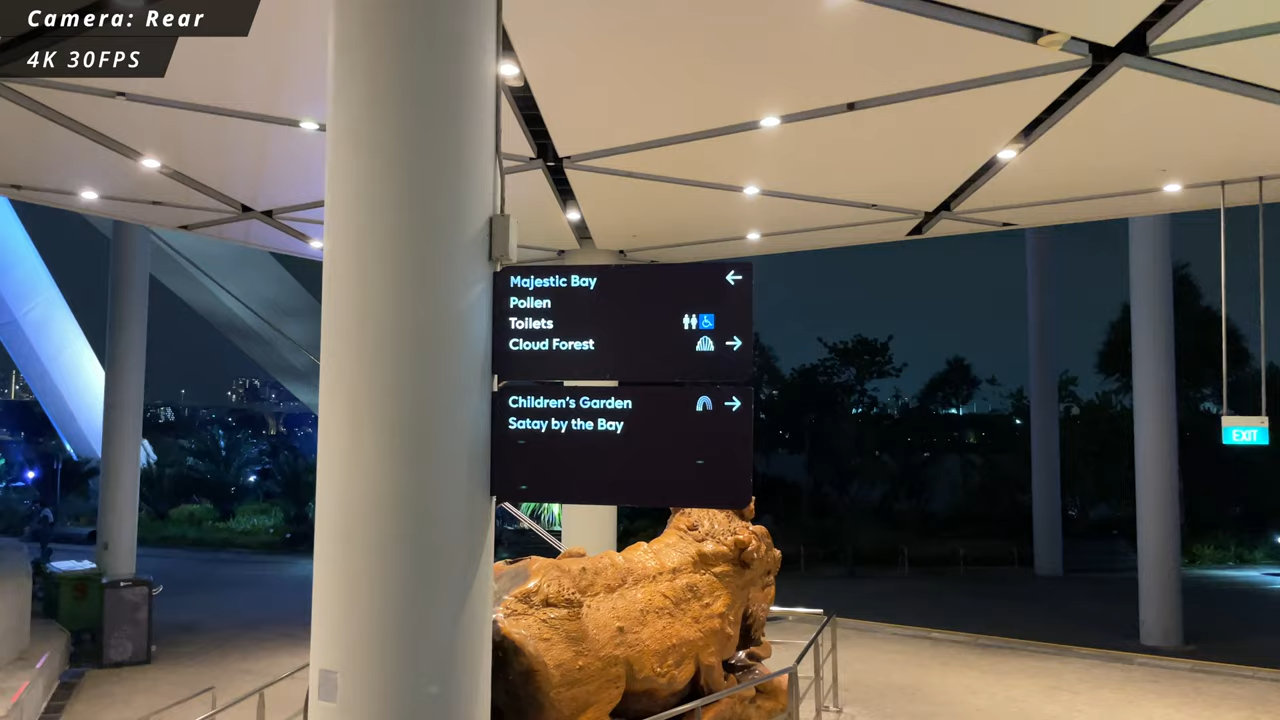 Camera: Rear
4K 30FPS
Majestic Bay
Pollen
Toilets
Cloud Forest
Children's Garden
Satay by the Bay
EXIT